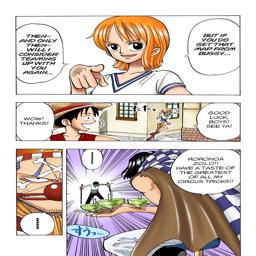 BUT IF
YOU DO
GET THAT
MAP FROM
BUGGY...
THEN--
AND ONLY
THEN--
WILL I
CONSIDER
TEAMING
UP WITH
YOU
AGAIN...
GOOD
LUCK,
BOYS!
SEE YA!
WOW!
THANKS!
RORONOA
ZOLO!!
HAVE A TASTE OF
THE GREATEST
OF ALL MY
CIRCUS TRICKS!!
!
!!!